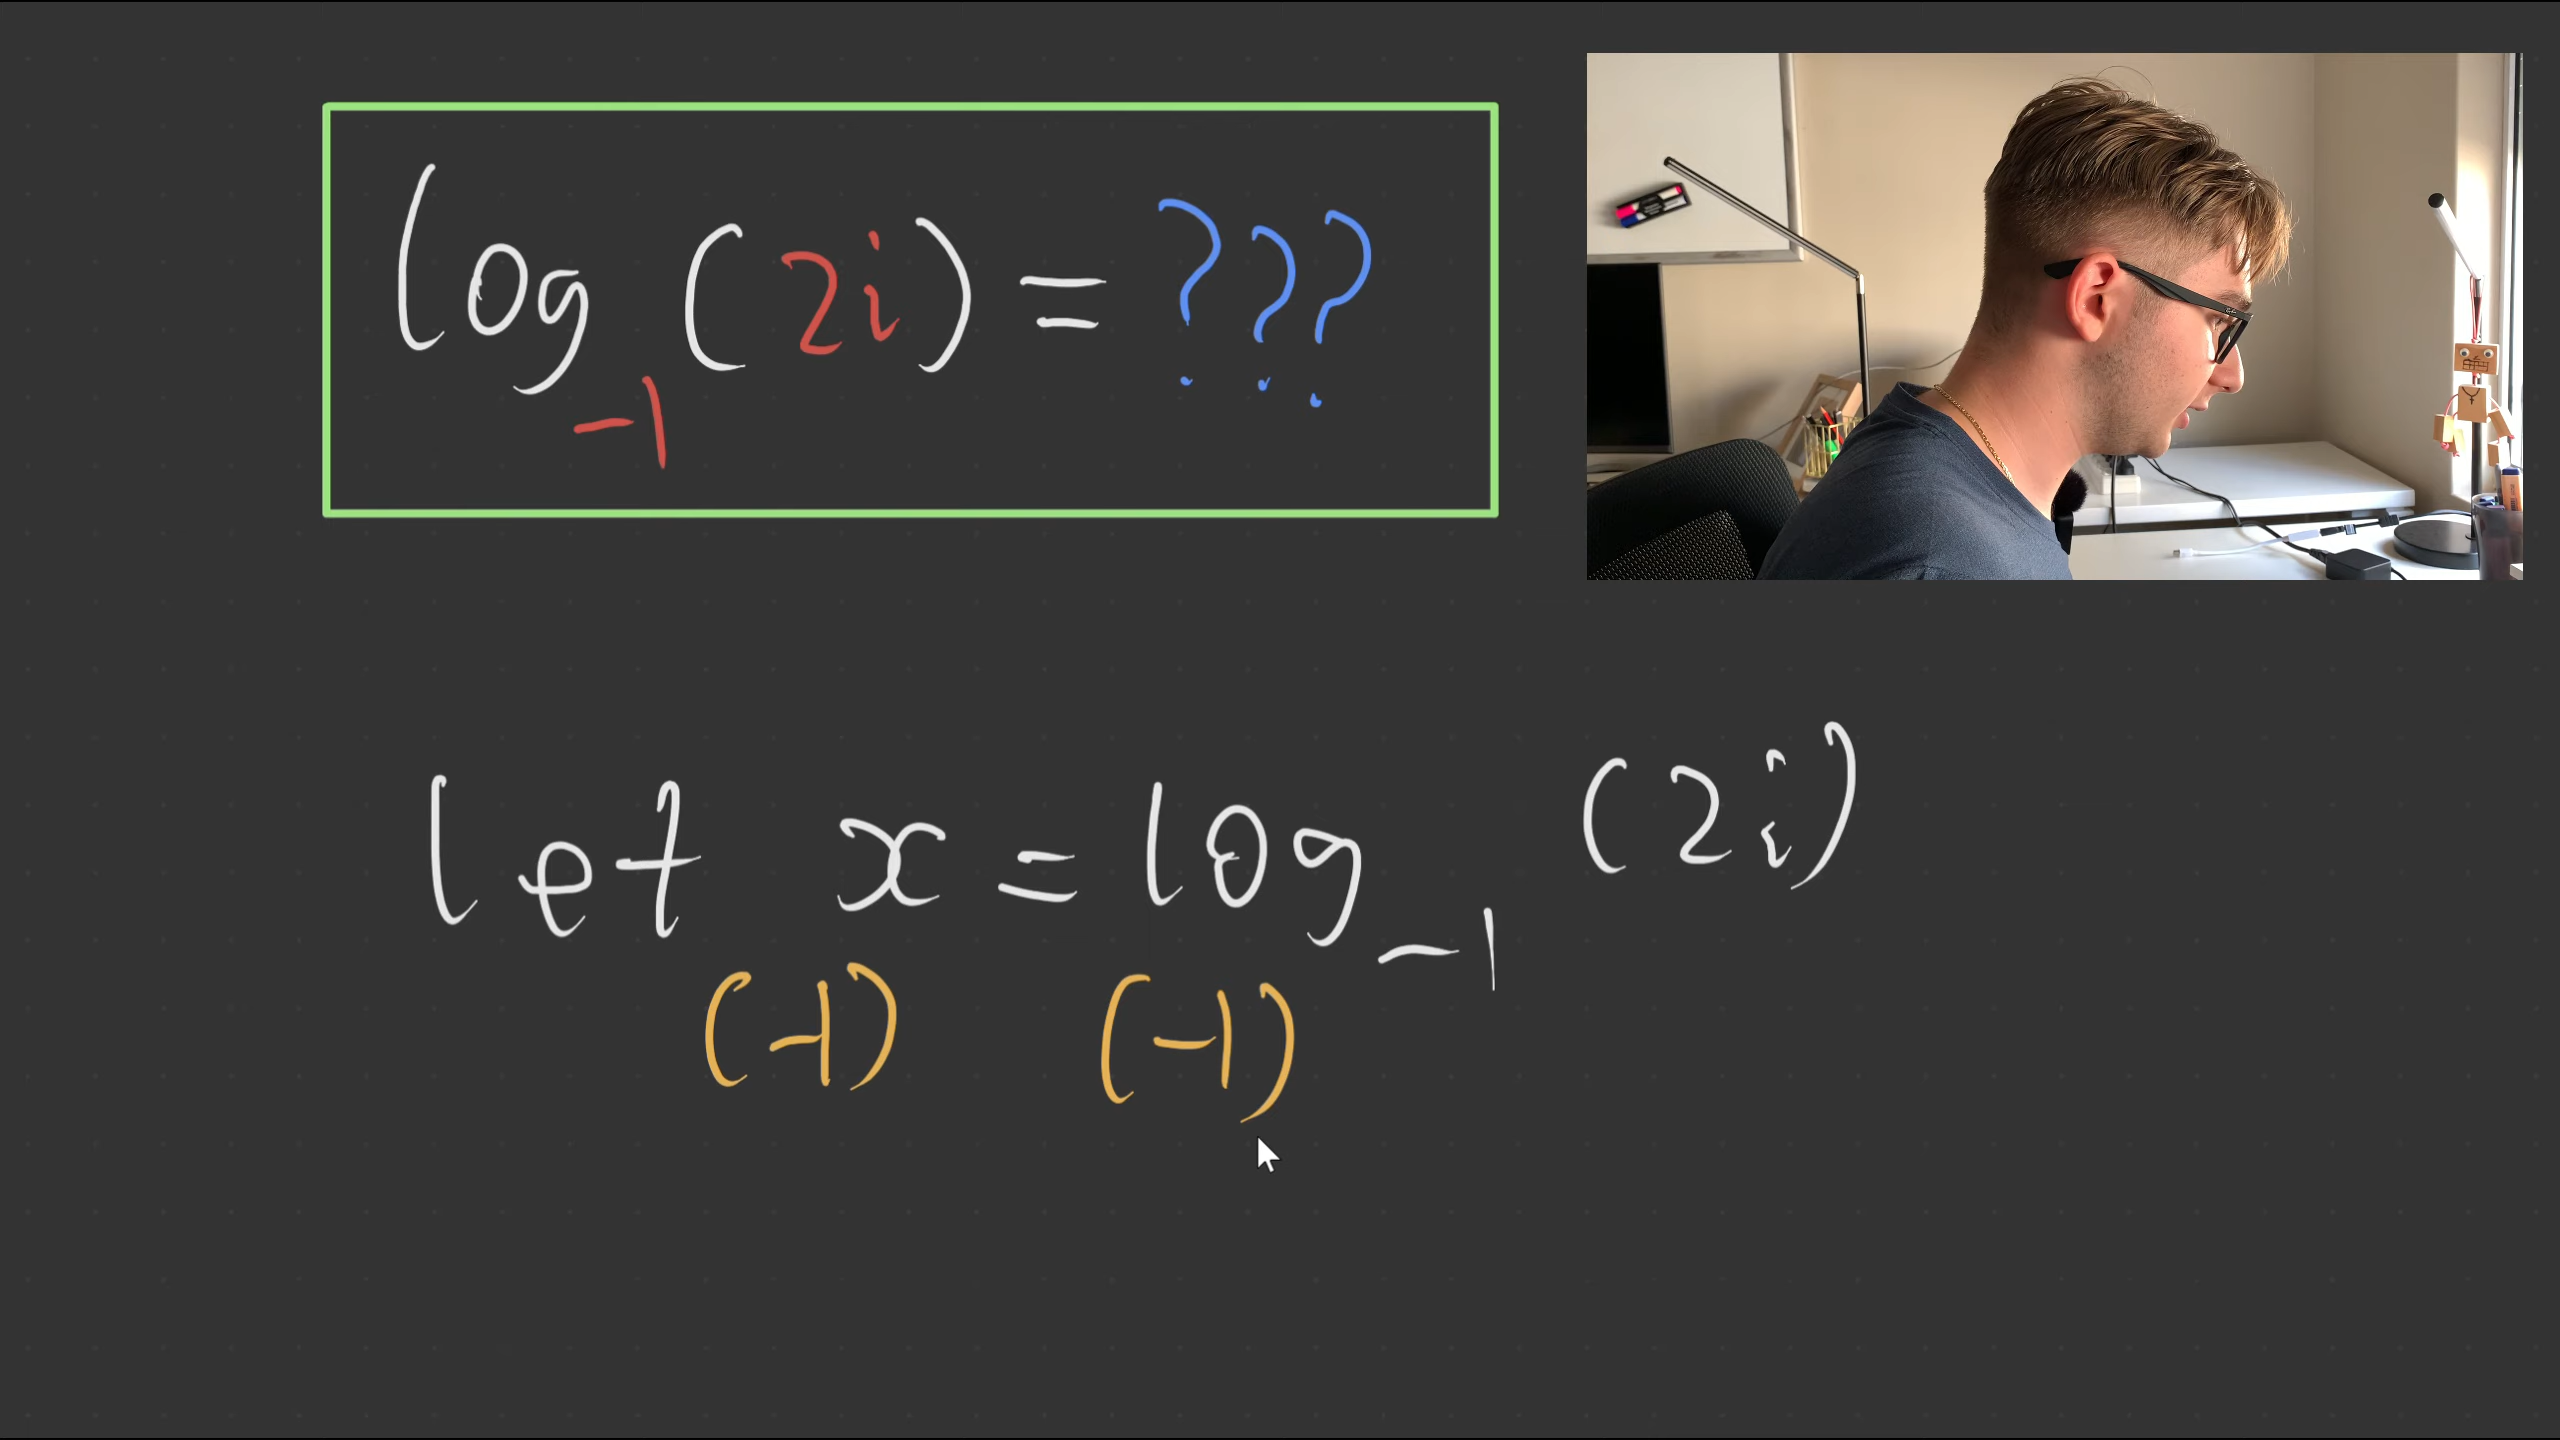 log₋₁ (2i) = ???
let x = log₋₁ (2i)
(-1) (-1)